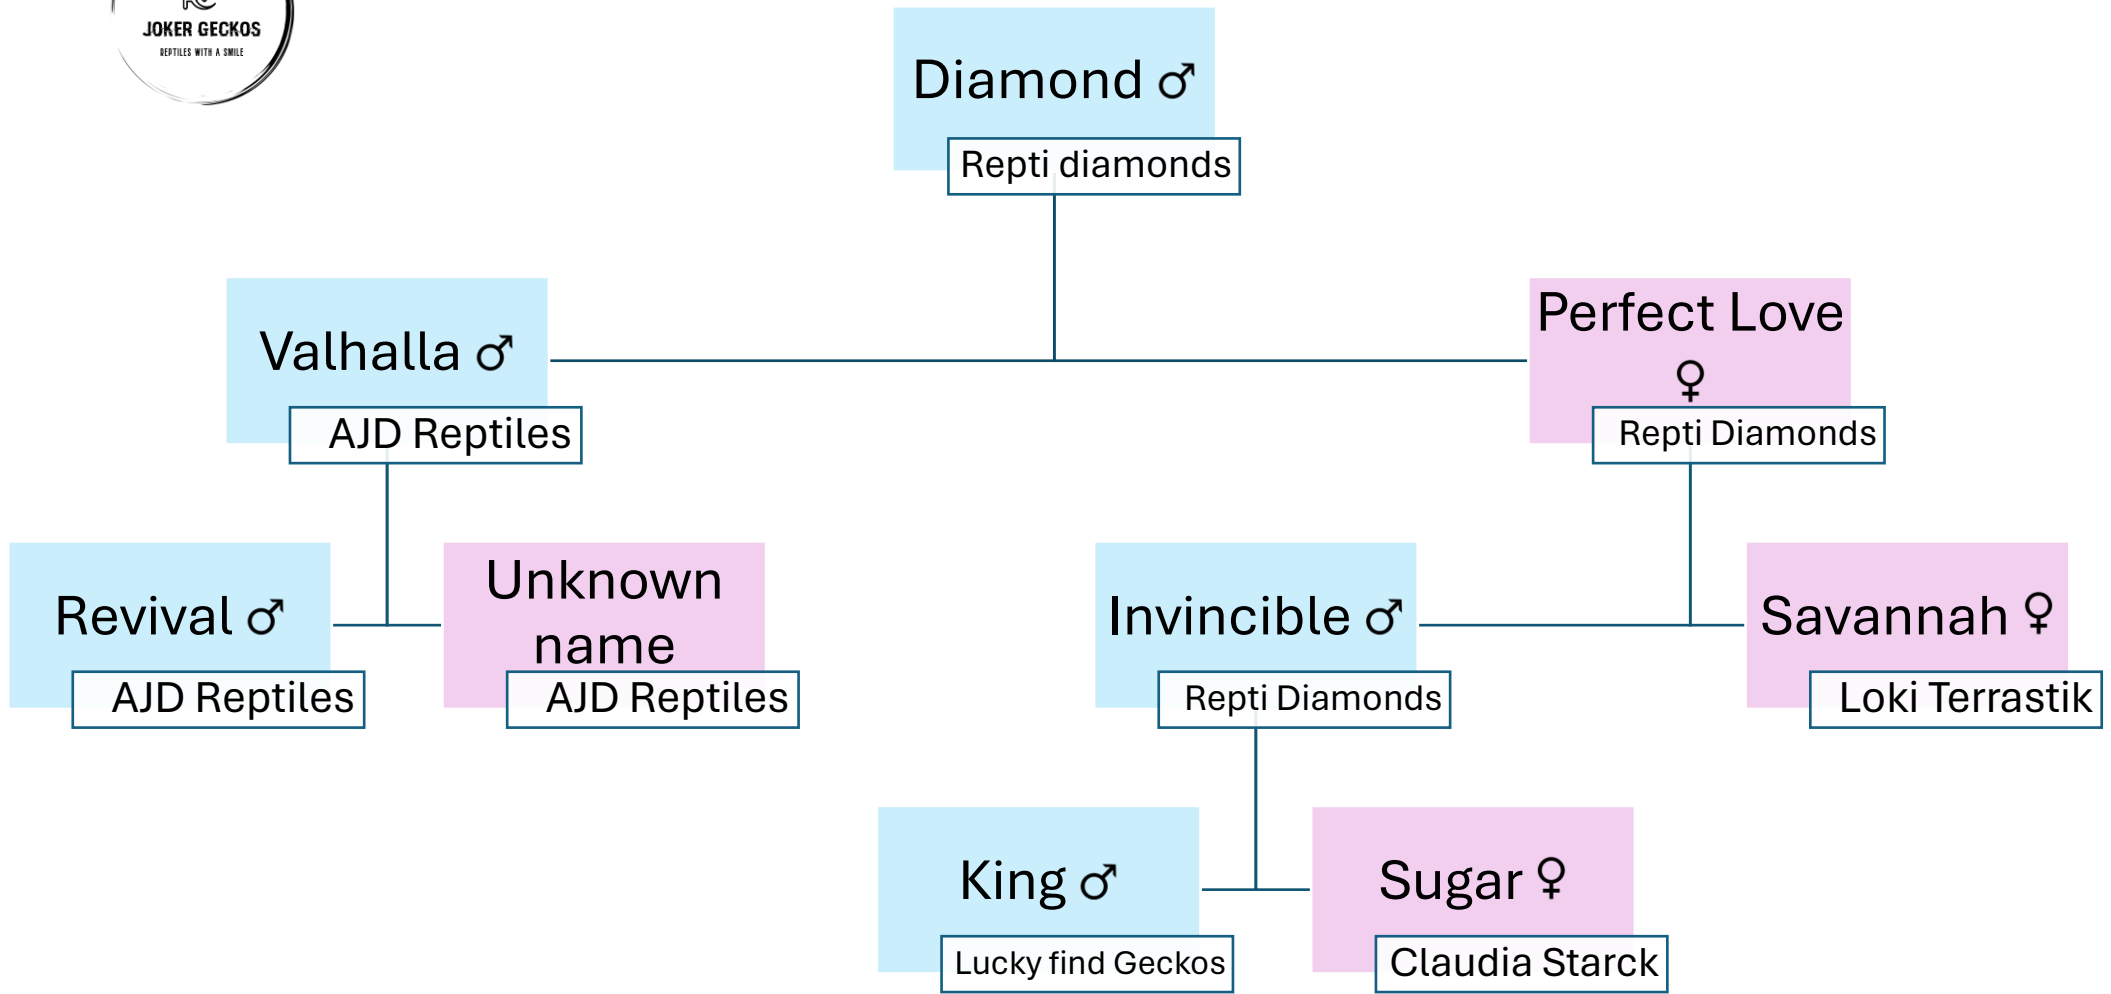 JOKER GECKOS
REPTILES WITH A SMILE
Diamond ♂
Repti diamonds
Valhalla ♂
AJD Reptiles
Perfect Love
♀
Repti Diamonds
Revival ♂
AJD Reptiles
Unknown
name
AJD Reptiles
Invincible ♂
Repti Diamonds
Savannah ♀
Loki Terrastik
King ♂
Lucky find Geckos
Sugar ♀
Claudia Starck